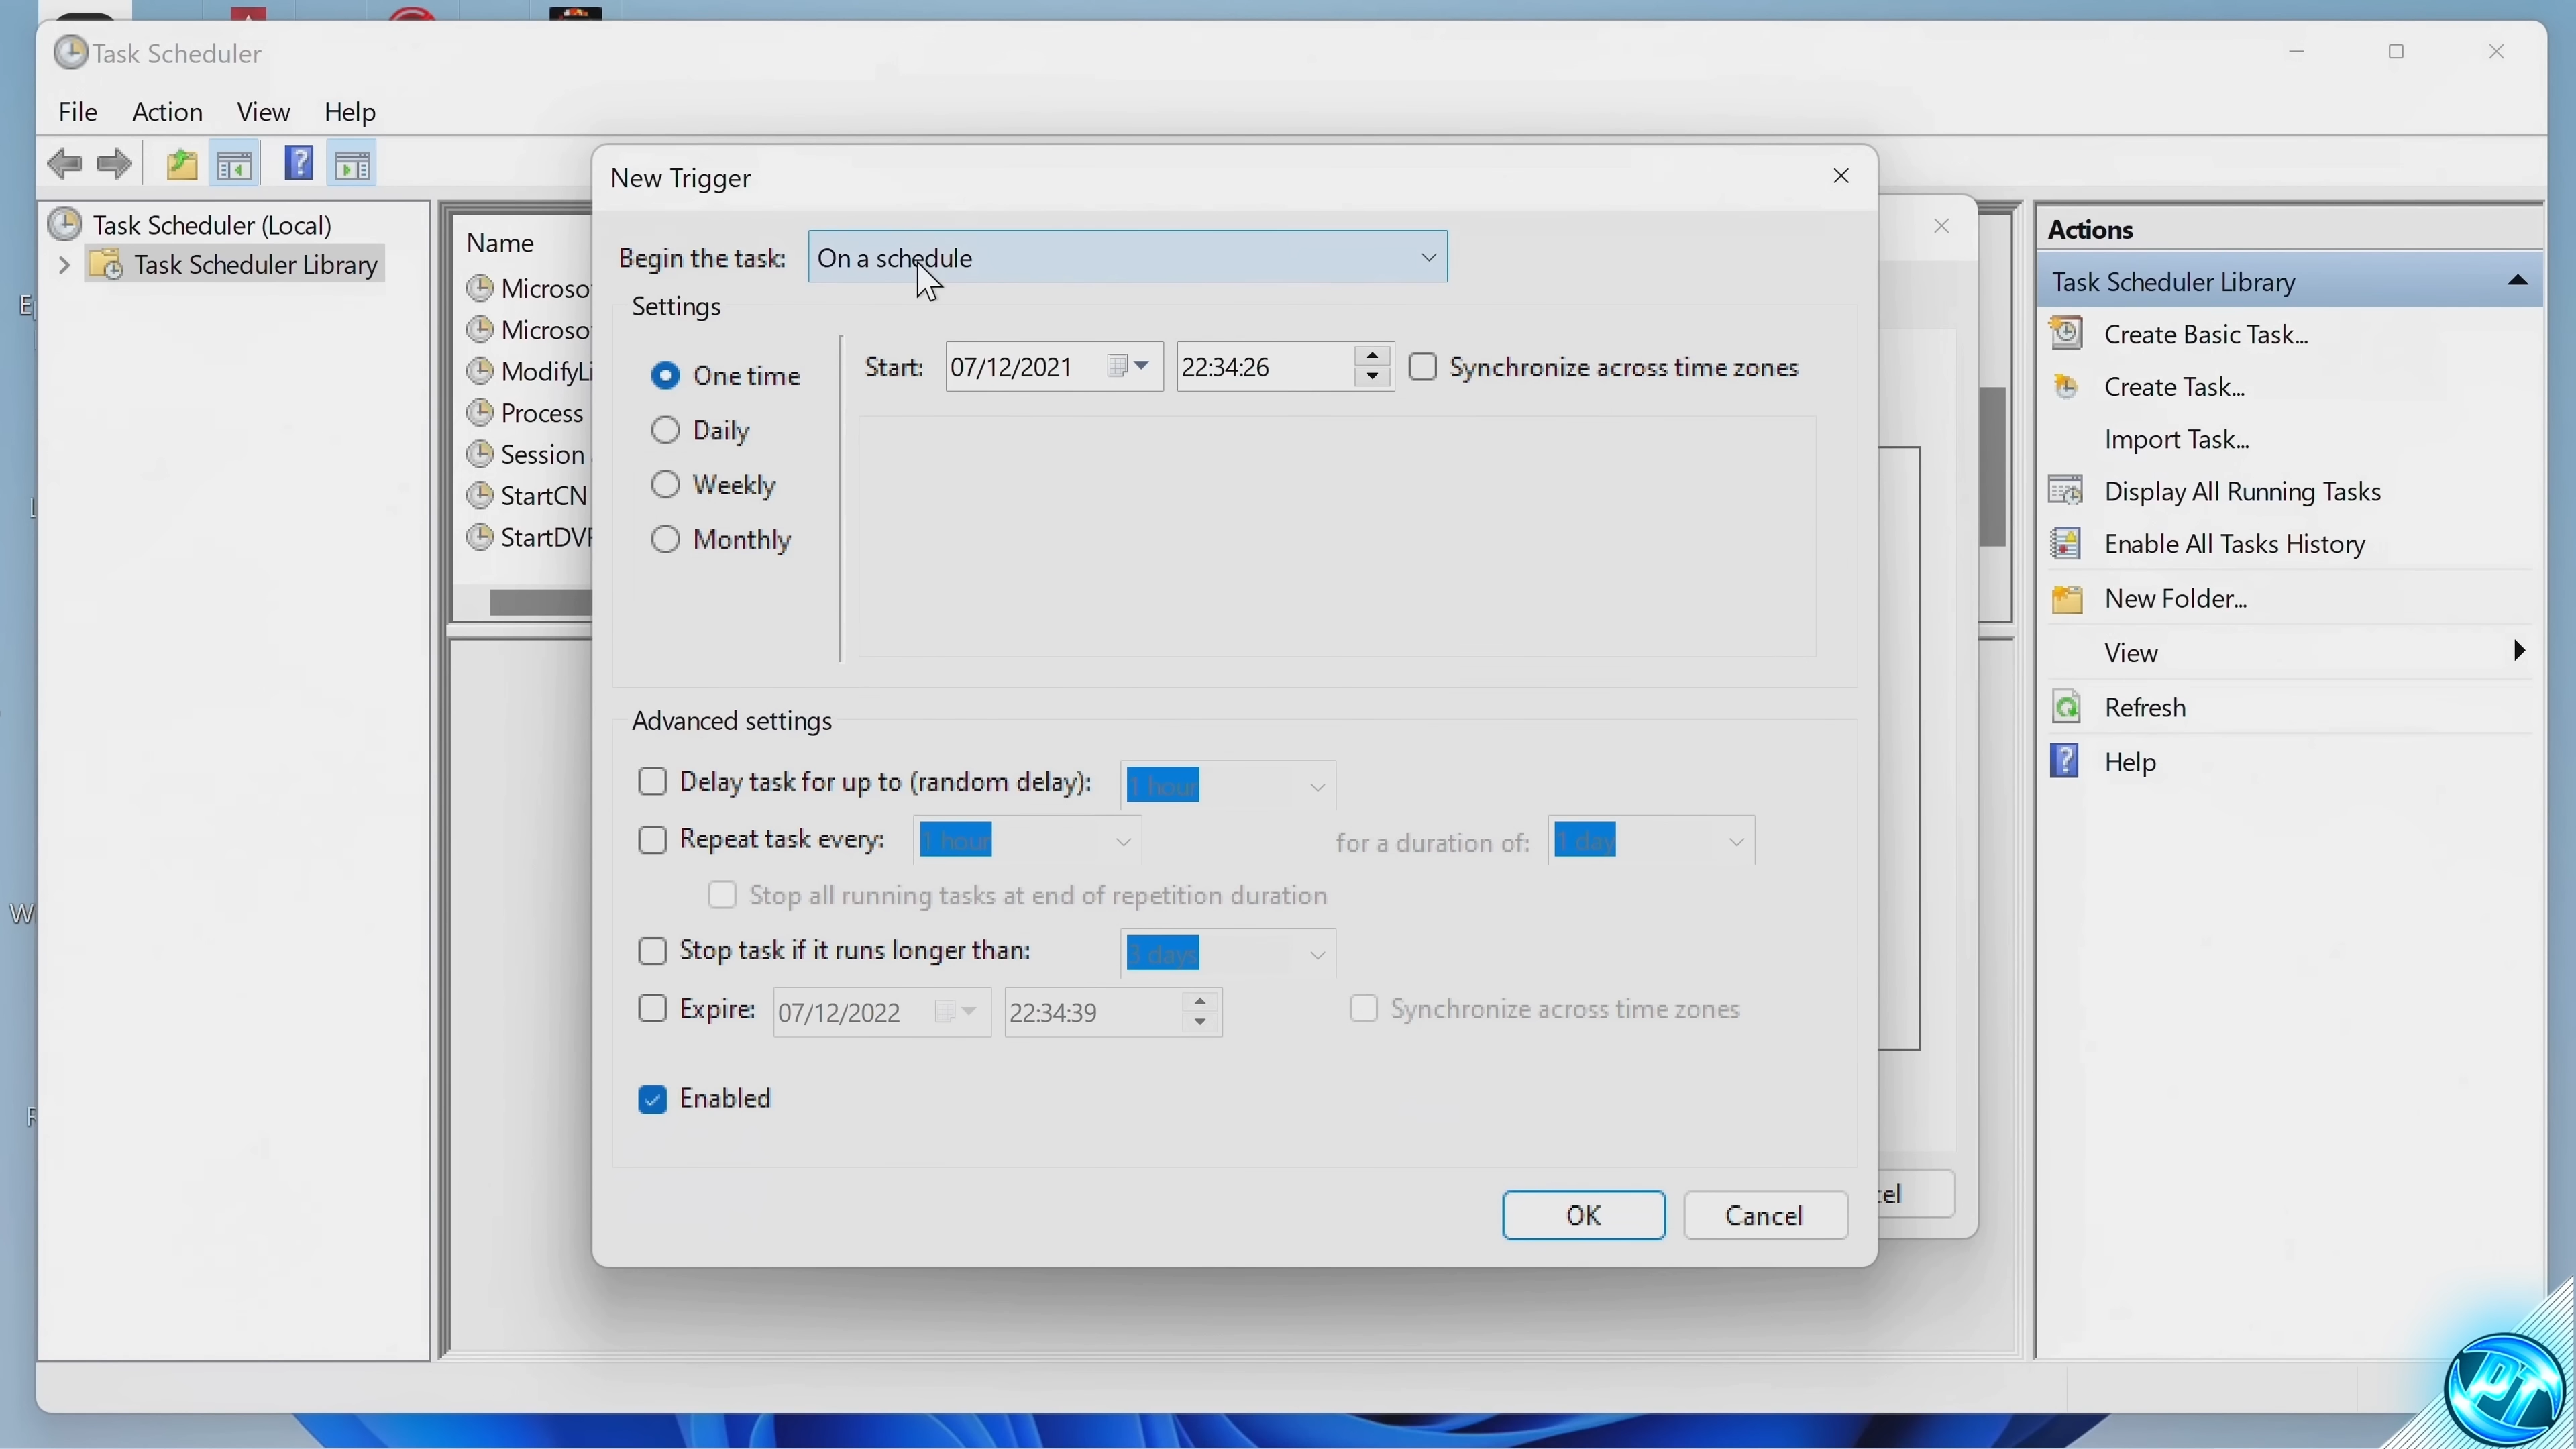 Task Scheduler
File Action View Help
Task Scheduler (Local)
Task Scheduler Library
Name
Microso
Microso
ModifyLi
Process
Session
StartCN
StartDV
New Trigger
Begin the task: On a schedule
Settings
One time
Daily
Weekly
Monthly
Start: 07/12/2021 22:34:26 Synchronize across time zones
Advanced settings
Delay task for up to (random delay): 1 hour
Repeat task every: 1 hour for a duration of: 1 day
Stop all running tasks at end of repetition duration
Stop task if it runs longer than: 3 days
Expire: 07/12/2022 22:34:39 Synchronize across time zones
Enabled
OK Cancel
cel
Actions
Task Scheduler Library
Create Basic Task...
Create Task...
Import Task...
Display All Running Tasks
Enable All Tasks History
New Folder...
View
Refresh
Help
PT